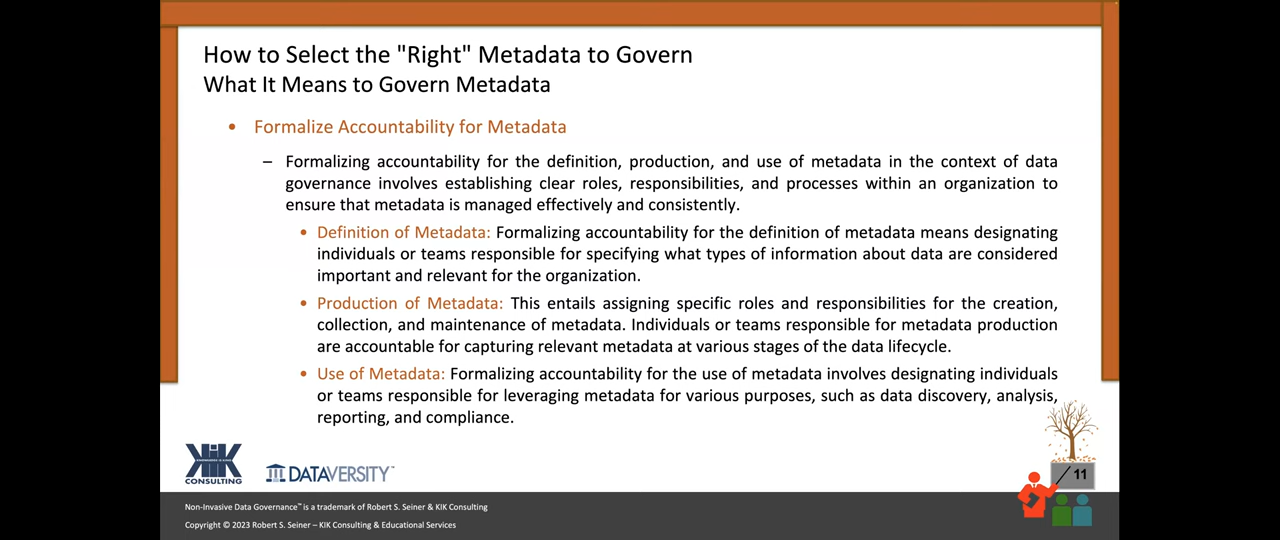 How to Select the "Right" Metadata to Govern
What It Means to Govern Metadata
• Formalize Accountability for Metadata
– Formalizing accountability for the definition, production, and use of metadata in the context of data
governance involves establishing clear roles, responsibilities, and processes within an organization to
ensure that metadata is managed effectively and consistently.
• Definition of Metadata: Formalizing accountability for the definition of metadata means designating
individuals or teams responsible for specifying what types of information about data are considered
important and relevant for the organization.
• Production of Metadata: This entails assigning specific roles and responsibilities for the creation,
collection, and maintenance of metadata. Individuals or teams responsible for metadata production
are accountable for capturing relevant metadata at various stages of the data lifecycle.
• Use of Metadata: Formalizing accountability for the use of metadata involves designating individuals
or teams responsible for leveraging metadata for various purposes, such as data discovery, analysis,
reporting, and compliance.
KIK
CONSULTING
DATAVERSITY™
11
Non-Invasive Data Governance™ is a trademark of Robert S. Seiner & KIK Consulting
Copyright © 2023 Robert S. Seiner – KIK Consulting & Educational Services